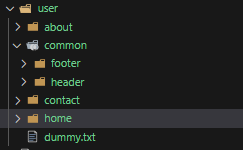 user
about
common
footer
header
contact
home
dummy.txt